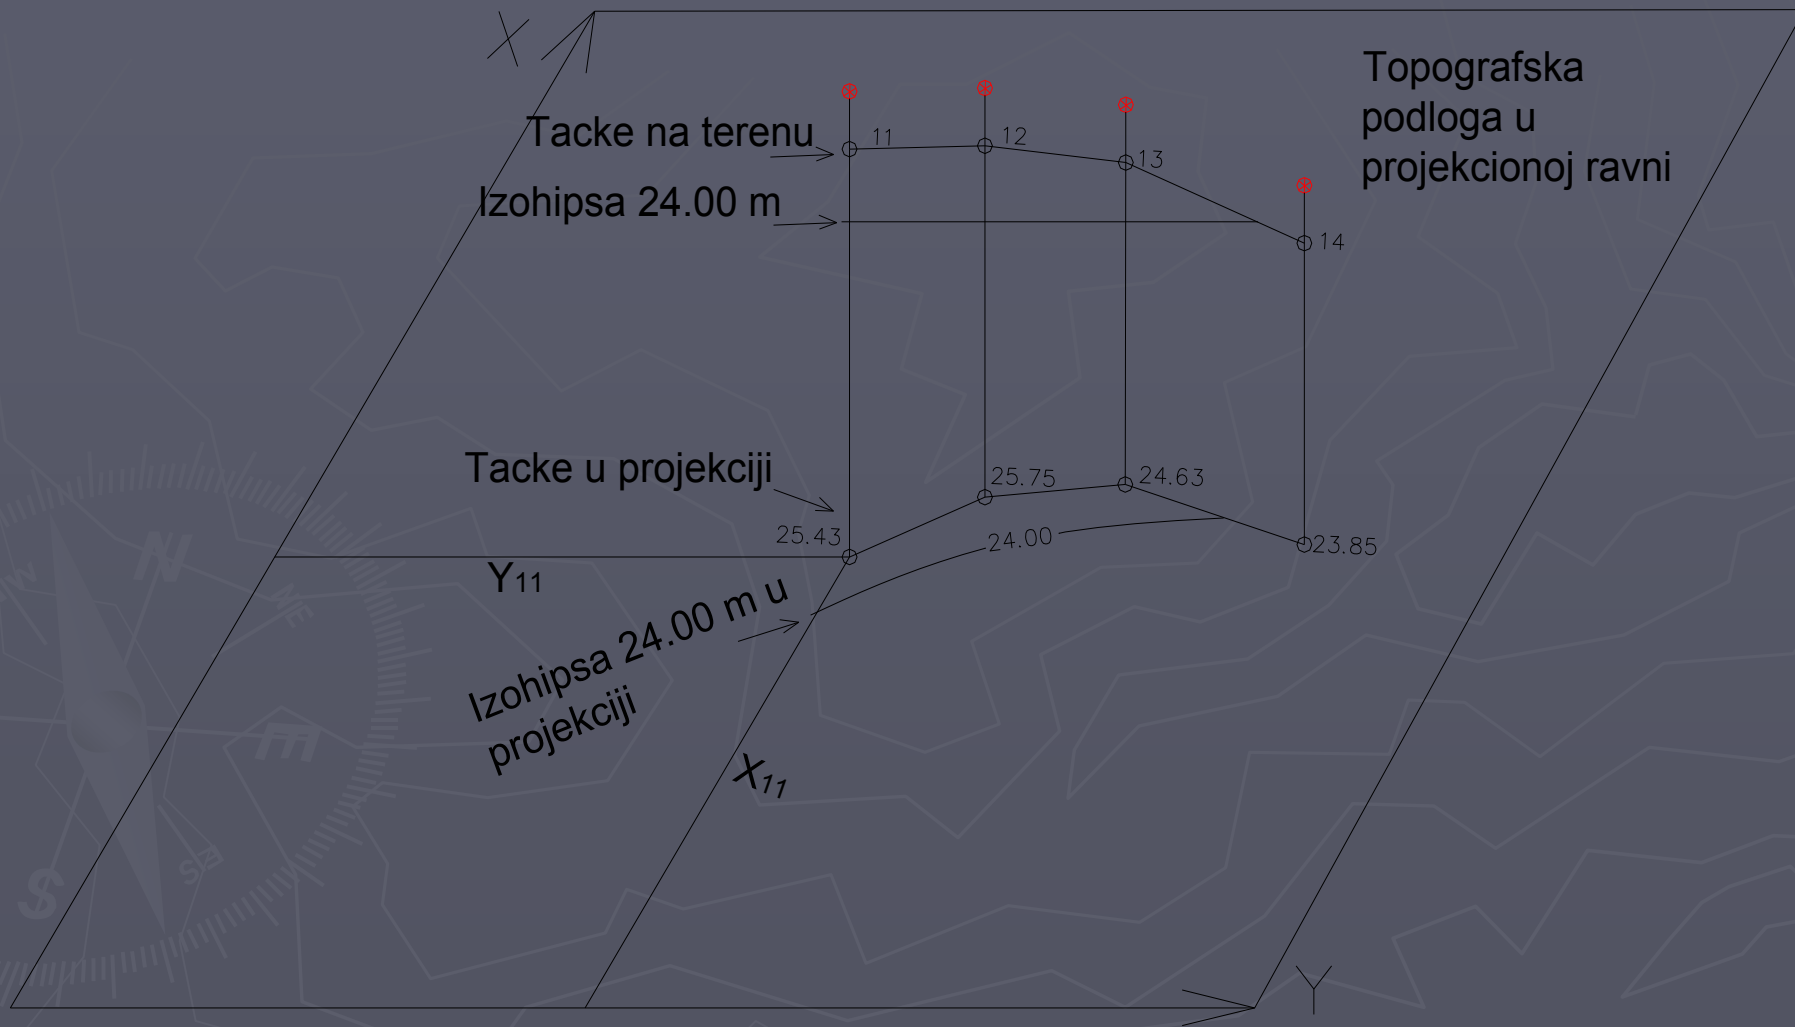 X
Topografska
podloga u
projekcionoj ravni
Tacke na terenu
11
12
13
Izohipsa 24.00 m
14
Tacke u projekciji
25.75
24.63
25.43
24.00
23.85
Y11
Izohipsa 24.00 m u
projekciji
X11
N
NE
E
S
Y